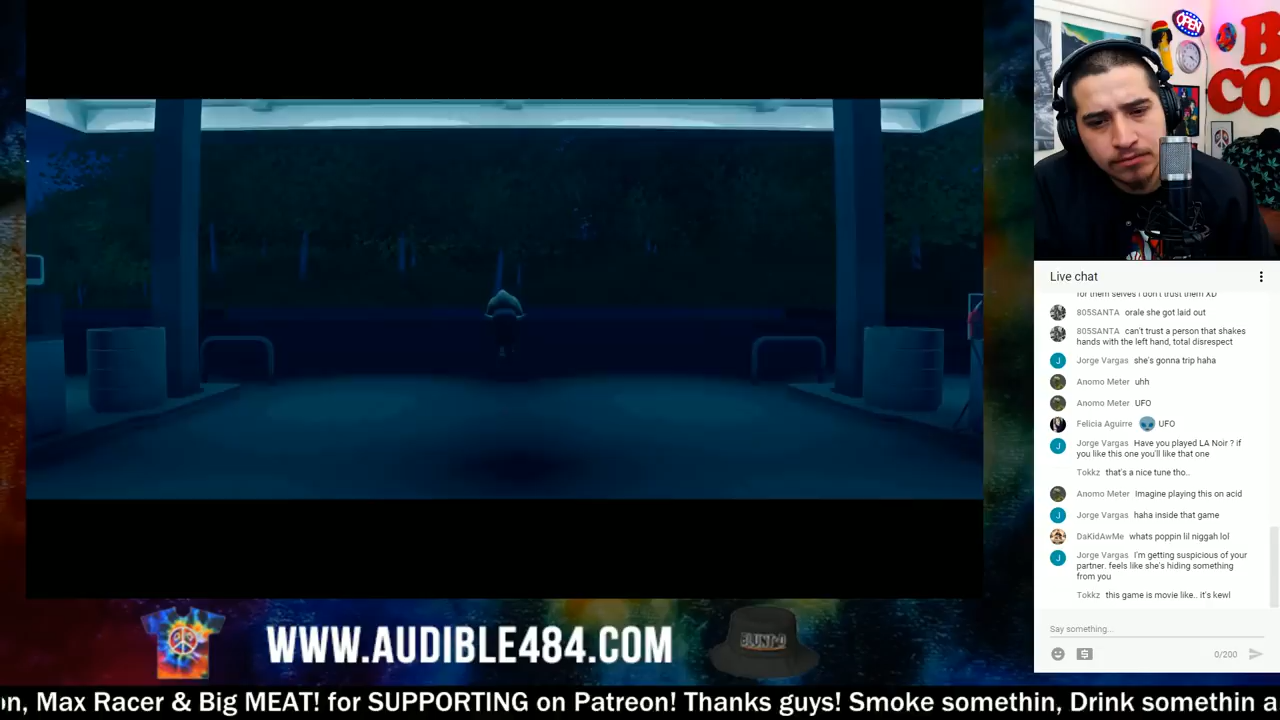 OPEN
B
CO
Live chat
for them selves I don't trust them XD
805SANTA orale she got laid out
805SANTA can't trust a person that shakes
hands with the left hand, total disrespect
J Jorge Vargas she's gonna trip haha
Anomo Meter uhh
Anomo Meter UFO
Felicia Aguirre UFO
J Jorge Vargas Have you played LA Noir ? if
you like this one you'll like that one
Tokkz that's a nice tune tho..
Anomo Meter Imagine playing this on acid
J Jorge Vargas haha inside that game
DaKidAwMe whats poppin lil niggah lol
J Jorge Vargas I'm getting suspicious of your
partner. feels like she's hiding something
from you
Tokkz this game is movie like.. it's kewl
Say something...
0/200
WWW.AUDIBLE484.COM
on, Max Racer & Big MEAT! for SUPPORTING on Patreon! Thanks guys! Smoke somethin, Drink somethin a